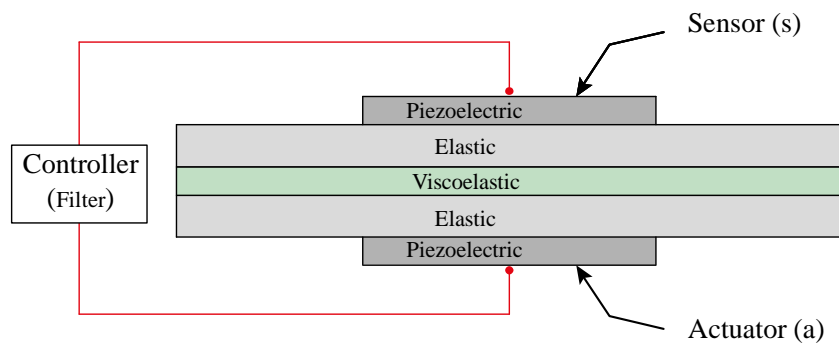 Sensor (s)
Piezoelectric
Elastic
Controller
(Filter)
Viscoelastic
Elastic
Piezoelectric
Actuator (a)